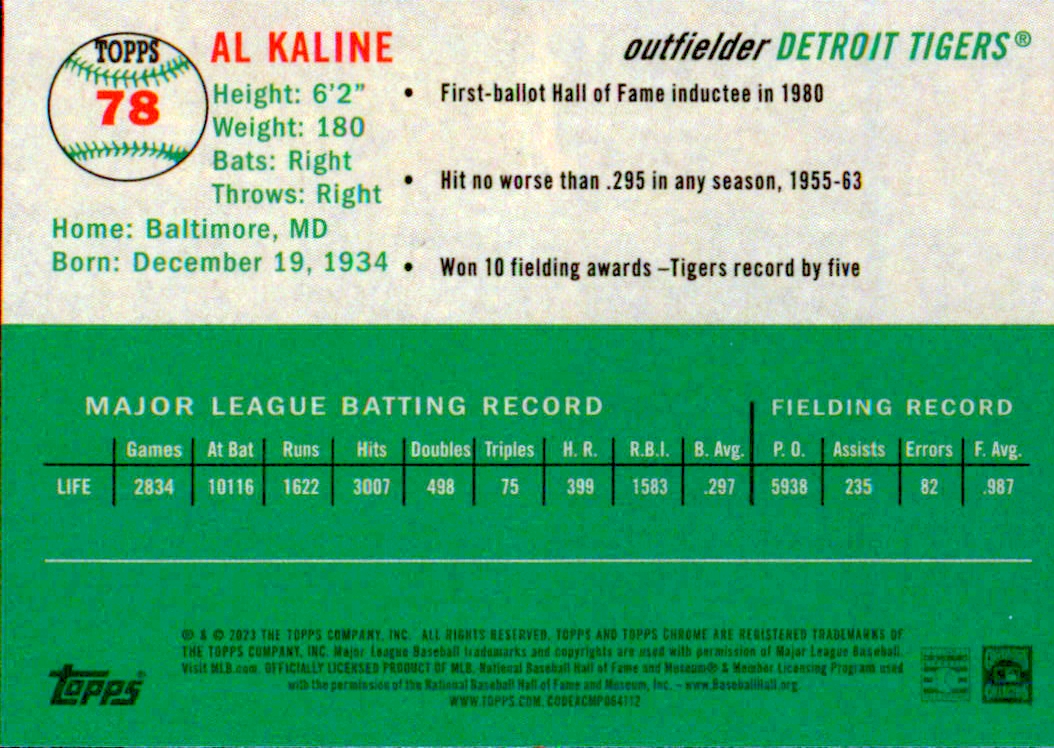 TOPPS
78
AL KALINE
outfielder DETROIT TIGERS®
Height: 6'2"
Weight: 180
Bats: Right
Throws: Right
Home: Baltimore, MD
Born: December 19, 1934
• First-ballot Hall of Fame inductee in 1980
• Hit no worse than .295 in any season, 1955-63
• Won 10 fielding awards –Tigers record by five
MAJOR LEAGUE BATTING RECORD FIELDING RECORD
Games At Bat Runs Hits Doubles Triples H. R. R.B.I. B. Avg. P. O. Assists Errors F. Avg.
LIFE 2834 10116 1622 3007 498 75 399 1583 .297 5938 235 82 .987
® & © 2023 THE TOPPS COMPANY, INC. ALL RIGHTS RESERVED. TOPPS AND TOPPS CHROME ARE REGISTERED TRADEMARKS OF
THE TOPPS COMPANY, INC. Major League Baseball trademarks and copyrights are used with permission of Major League Baseball.
Visit MLB.com. OFFICIALLY LICENSED PRODUCT OF MLB. National Baseball Hall of Fame and Museum® & Member Licensing Program used
with the permission of the National Baseball Hall of Fame and Museum, Inc. – www.BaseballHall.org
WWW.TOPPS.COM. CODE#CMP064112
topps